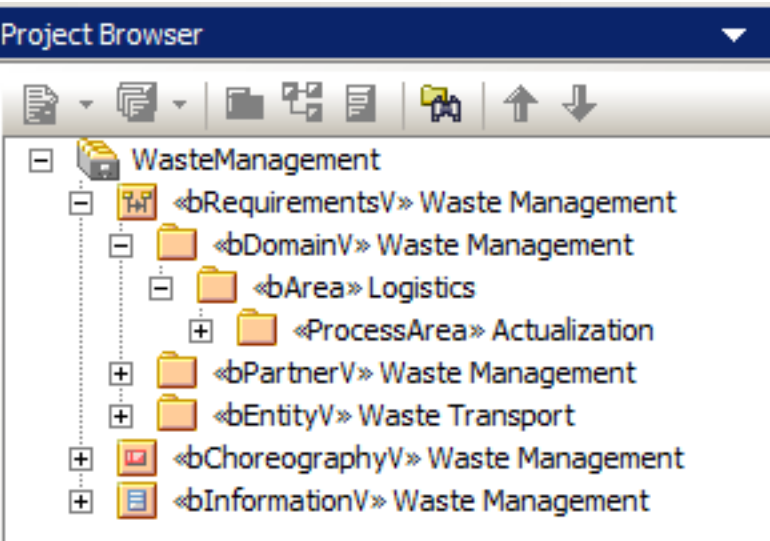 Project Browser
WasteManagement
«bRequirementsV» Waste Management
«bDomainV» Waste Management
«bArea» Logistics
«ProcessArea» Actualization
«bPartnerV» Waste Management
«bEntityV» Waste Transport
«bChoreographyV» Waste Management
«bInformationV» Waste Management